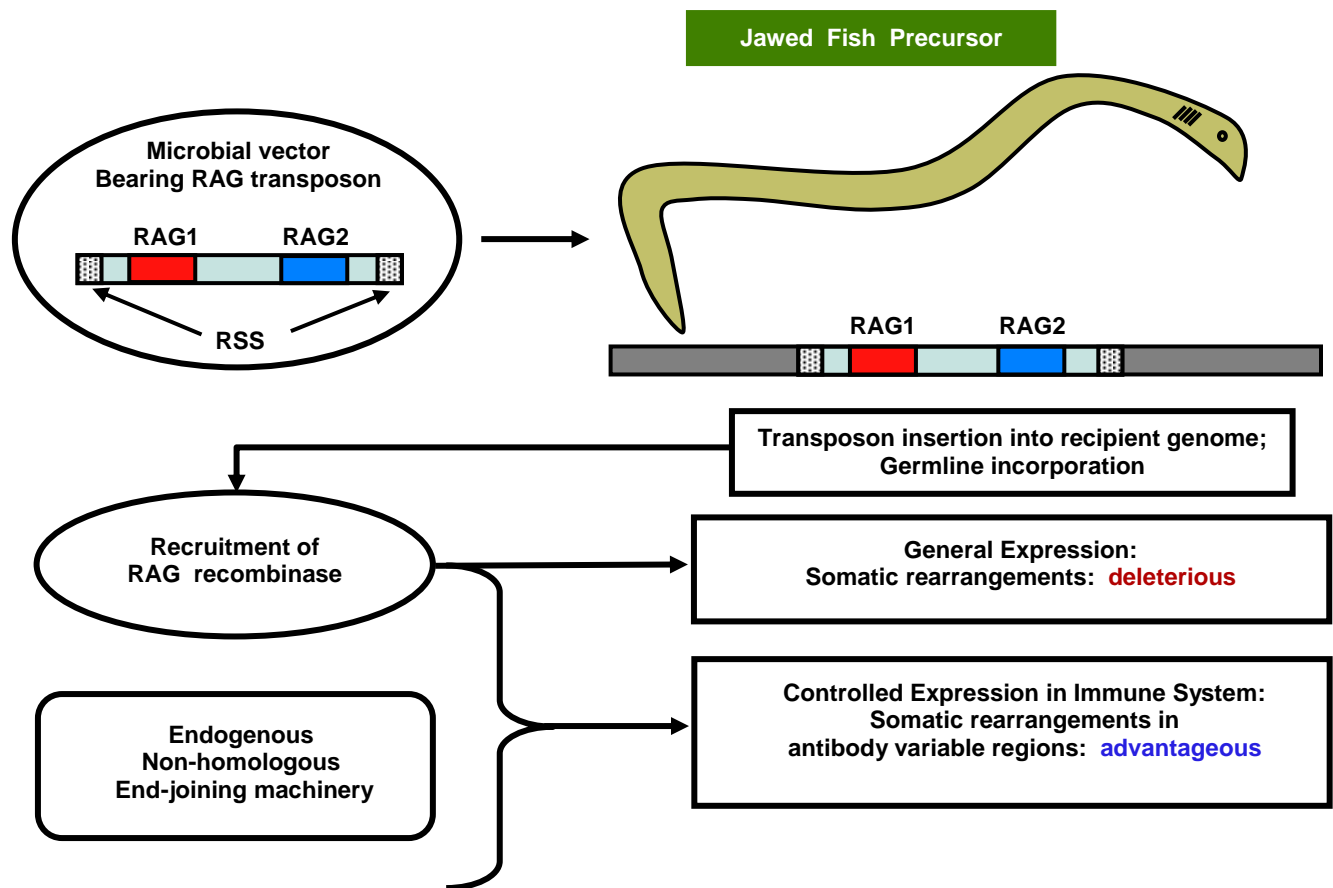 Jawed Fish Precursor
Microbial vector
Bearing RAG transposon
RAG1 RAG2
RSS
RAG1 RAG2
Transposon insertion into recipient genome;
Germline incorporation
Recruitment of
RAG recombinase
General Expression:
Somatic rearrangements: deleterious
Endogenous
Non-homologous
End-joining machinery
Controlled Expression in Immune System:
Somatic rearrangements in
antibody variable regions: advantageous